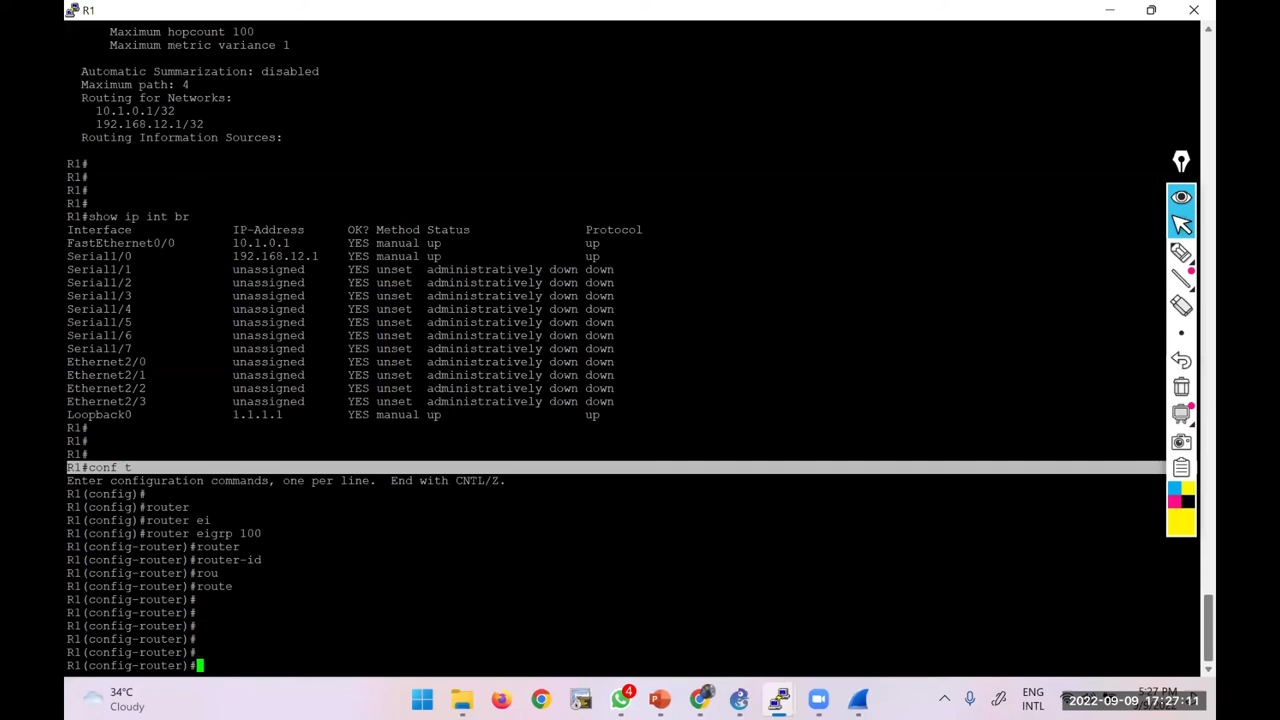 R1
Maximum hopcount 100
Maximum metric variance 1
Automatic Summarization: disabled
Maximum path: 4
Routing for Networks:
10.1.0.1/32
192.168.12.1/32
Routing Information Sources:
R1#
R1#
R1#
R1#
R1#show ip int br
Interface IP-Address OK? Method Status Protocol
FastEthernet0/0 10.1.0.1 YES manual up up
Serial1/0 192.168.12.1 YES manual up up
Serial1/1 unassigned YES unset administratively down down
Serial1/2 unassigned YES unset administratively down down
Serial1/3 unassigned YES unset administratively down down
Serial1/4 unassigned YES unset administratively down down
Serial1/5 unassigned YES unset administratively down down
Serial1/6 unassigned YES unset administratively down down
Serial1/7 unassigned YES unset administratively down down
Ethernet2/0 unassigned YES unset administratively down down
Ethernet2/1 unassigned YES unset administratively down down
Ethernet2/2 unassigned YES unset administratively down down
Ethernet2/3 unassigned YES unset administratively down down
Loopback0 1.1.1.1 YES manual up up
R1#
R1#
R1#
R1#conf t
Enter configuration commands, one per line. End with CNTL/Z.
R1(config)#
R1(config)#router
R1(config)#router ei
R1(config)#router eigrp 100
R1(config-router)#router
R1(config-router)#router-id
R1(config-router)#rou
R1(config-router)#route
R1(config-router)#
R1(config-router)#
R1(config-router)#
R1(config-router)#
R1(config-router)#
R1(config-router)#
34°C
Cloudy
4
ENG
INTL
5:27 PM
2022-09-09 17:27:11